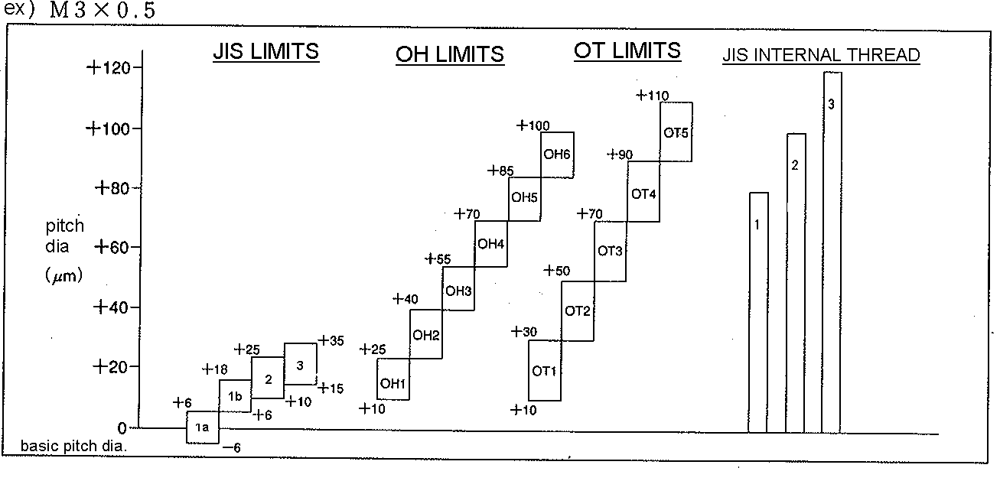 ex) M3×0.5
JIS LIMITS
OH LIMITS
OT LIMITS
JIS INTERNAL THREAD
+120
+100
+80
+60
+40
+20
0
pitch
dia
(μm)
basic pitch dia.
+6
1a
−6
+18
1b
+6
+25
2
+10
+35
3
+15
+25
OH1
+10
+40
OH2
+55
OH3
+70
OH4
+85
OH5
+100
OH6
+30
OT1
+10
+50
OT2
+70
OT3
+90
OT4
+110
OT5
1
2
3